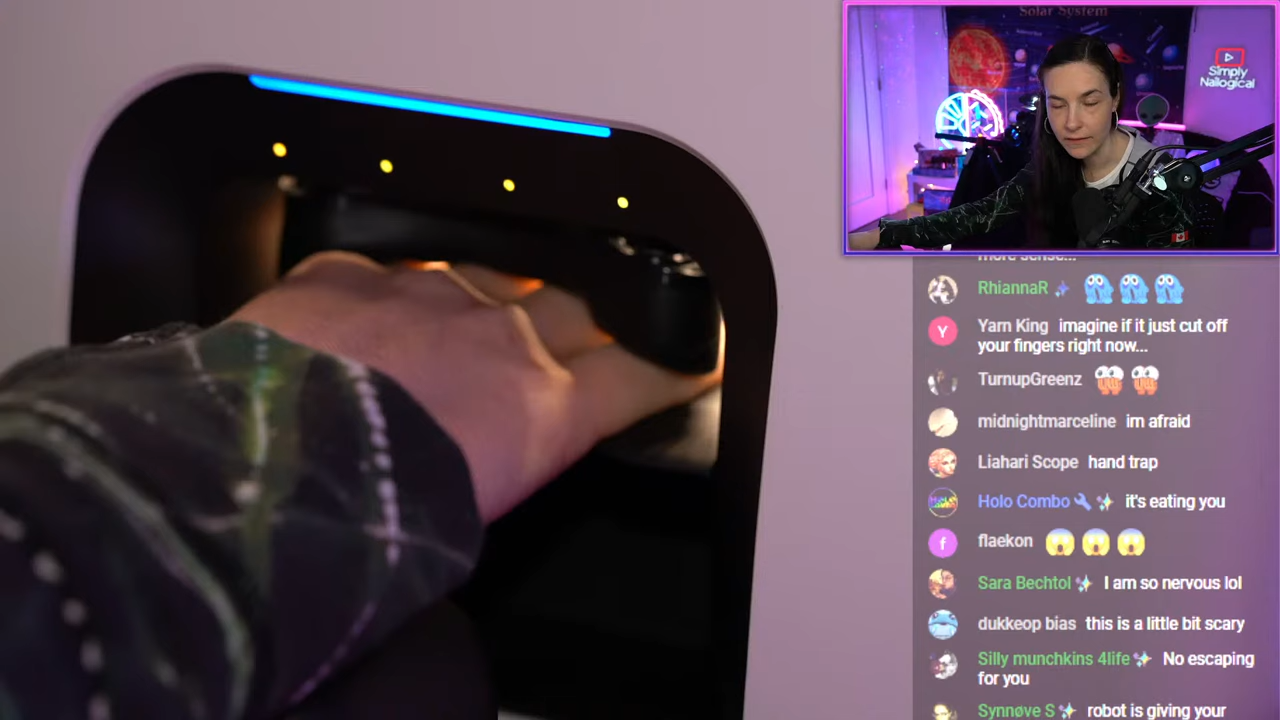 Solar System
Simply
Nailogical
more sense...
RhiannaR
Y
Yarn King imagine if it just cut off
your fingers right now...
TurnupGreenz
midnightmarceline im afraid
Liahari Scope hand trap
Holo Combo it's eating you
f
flaekon
Sara Bechtol I am so nervous lol
dukkeop bias this is a little bit scary
Silly munchkins 4life No escaping
for you
Synnøve S robot is giving your